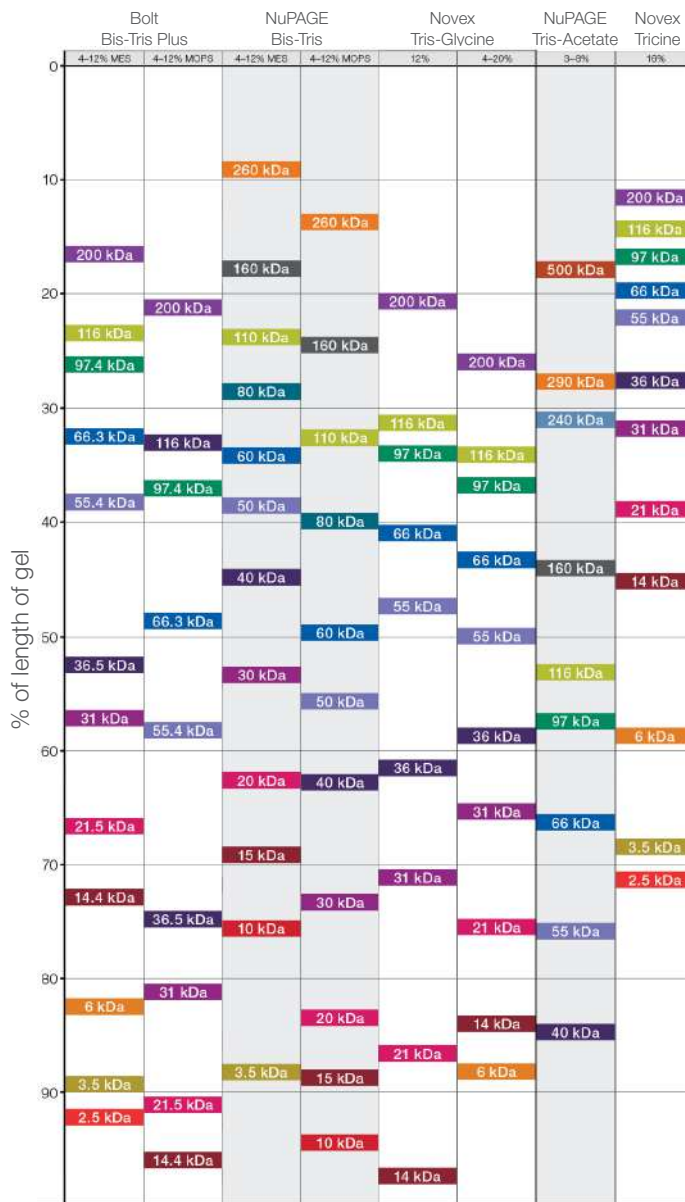 Bolt
Bis-Tris Plus
NuPAGE
Bis-Tris
Novex
Tris-Glycine
NuPAGE
Tris-Acetate
Novex
Tricine
4–12% MES
4–12% MOPS
4–12% MES
4–12% MOPS
12%
4–20%
3–8%
16%
% of length of gel
0
10
20
30
40
50
60
70
80
90
200 kDa
116 kDa
97.4 kDa
66.3 kDa
55.4 kDa
36.5 kDa
31 kDa
21.5 kDa
14.4 kDa
6 kDa
3.5 kDa
2.5 kDa
200 kDa
116 kDa
97.4 kDa
66.3 kDa
55.4 kDa
36.5 kDa
31 kDa
21.5 kDa
14.4 kDa
260 kDa
160 kDa
110 kDa
80 kDa
60 kDa
50 kDa
40 kDa
30 kDa
20 kDa
15 kDa
10 kDa
3.5 kDa
260 kDa
160 kDa
110 kDa
80 kDa
60 kDa
50 kDa
40 kDa
30 kDa
20 kDa
15 kDa
10 kDa
200 kDa
116 kDa
97 kDa
66 kDa
55 kDa
36 kDa
31 kDa
21 kDa
14 kDa
200 kDa
116 kDa
97 kDa
66 kDa
55 kDa
36 kDa
31 kDa
21 kDa
14 kDa
6 kDa
500 kDa
290 kDa
240 kDa
160 kDa
116 kDa
97 kDa
66 kDa
55 kDa
40 kDa
200 kDa
116 kDa
97 kDa
66 kDa
55 kDa
36 kDa
31 kDa
21 kDa
14 kDa
6 kDa
3.5 kDa
2.5 kDa